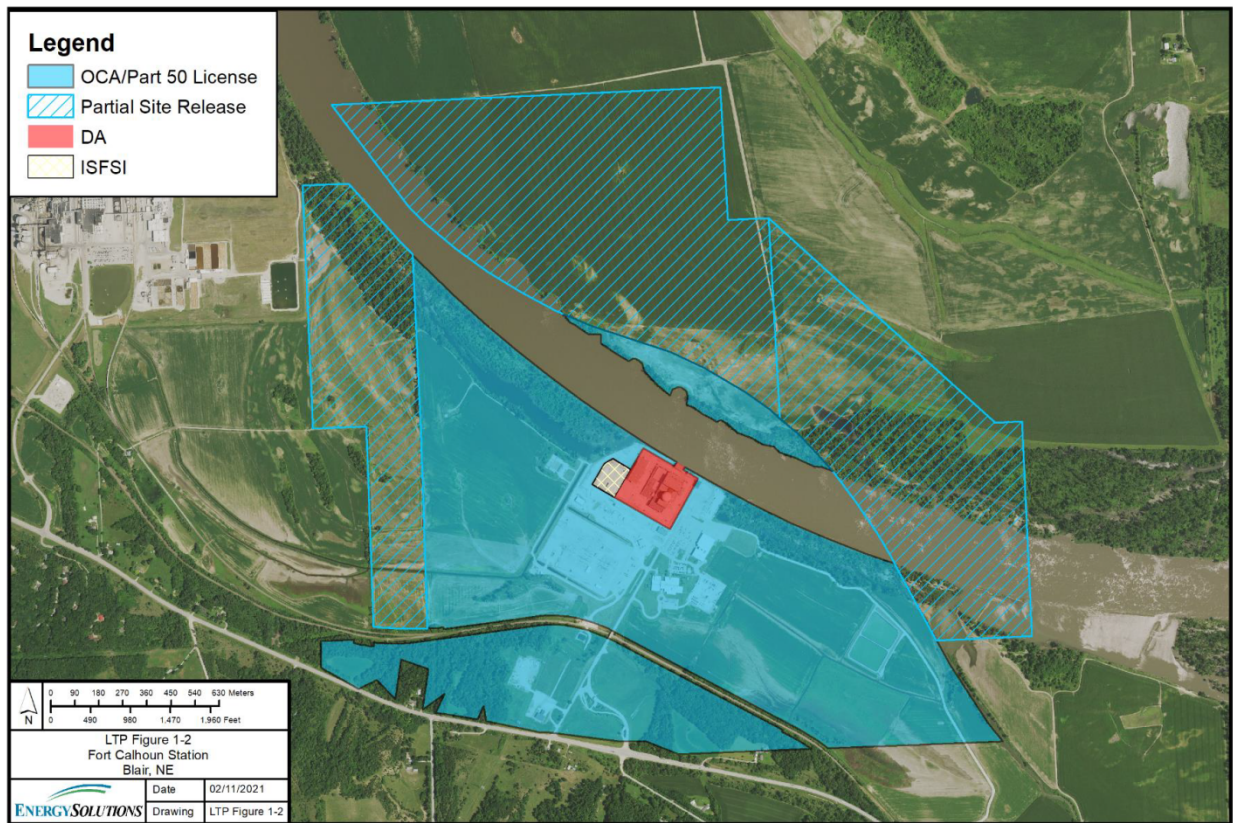 Legend
OCA/Part 50 License
Partial Site Release
DA
ISFSI
N
0 90 180 270 360 450 540 630 Meters
0 490 980 1,470 1,960 Feet
LTP Figure 1-2
Fort Calhoun Station
Blair, NE
ENERGYSOLUTIONS
Date 02/11/2021
Drawing LTP Figure 1-2